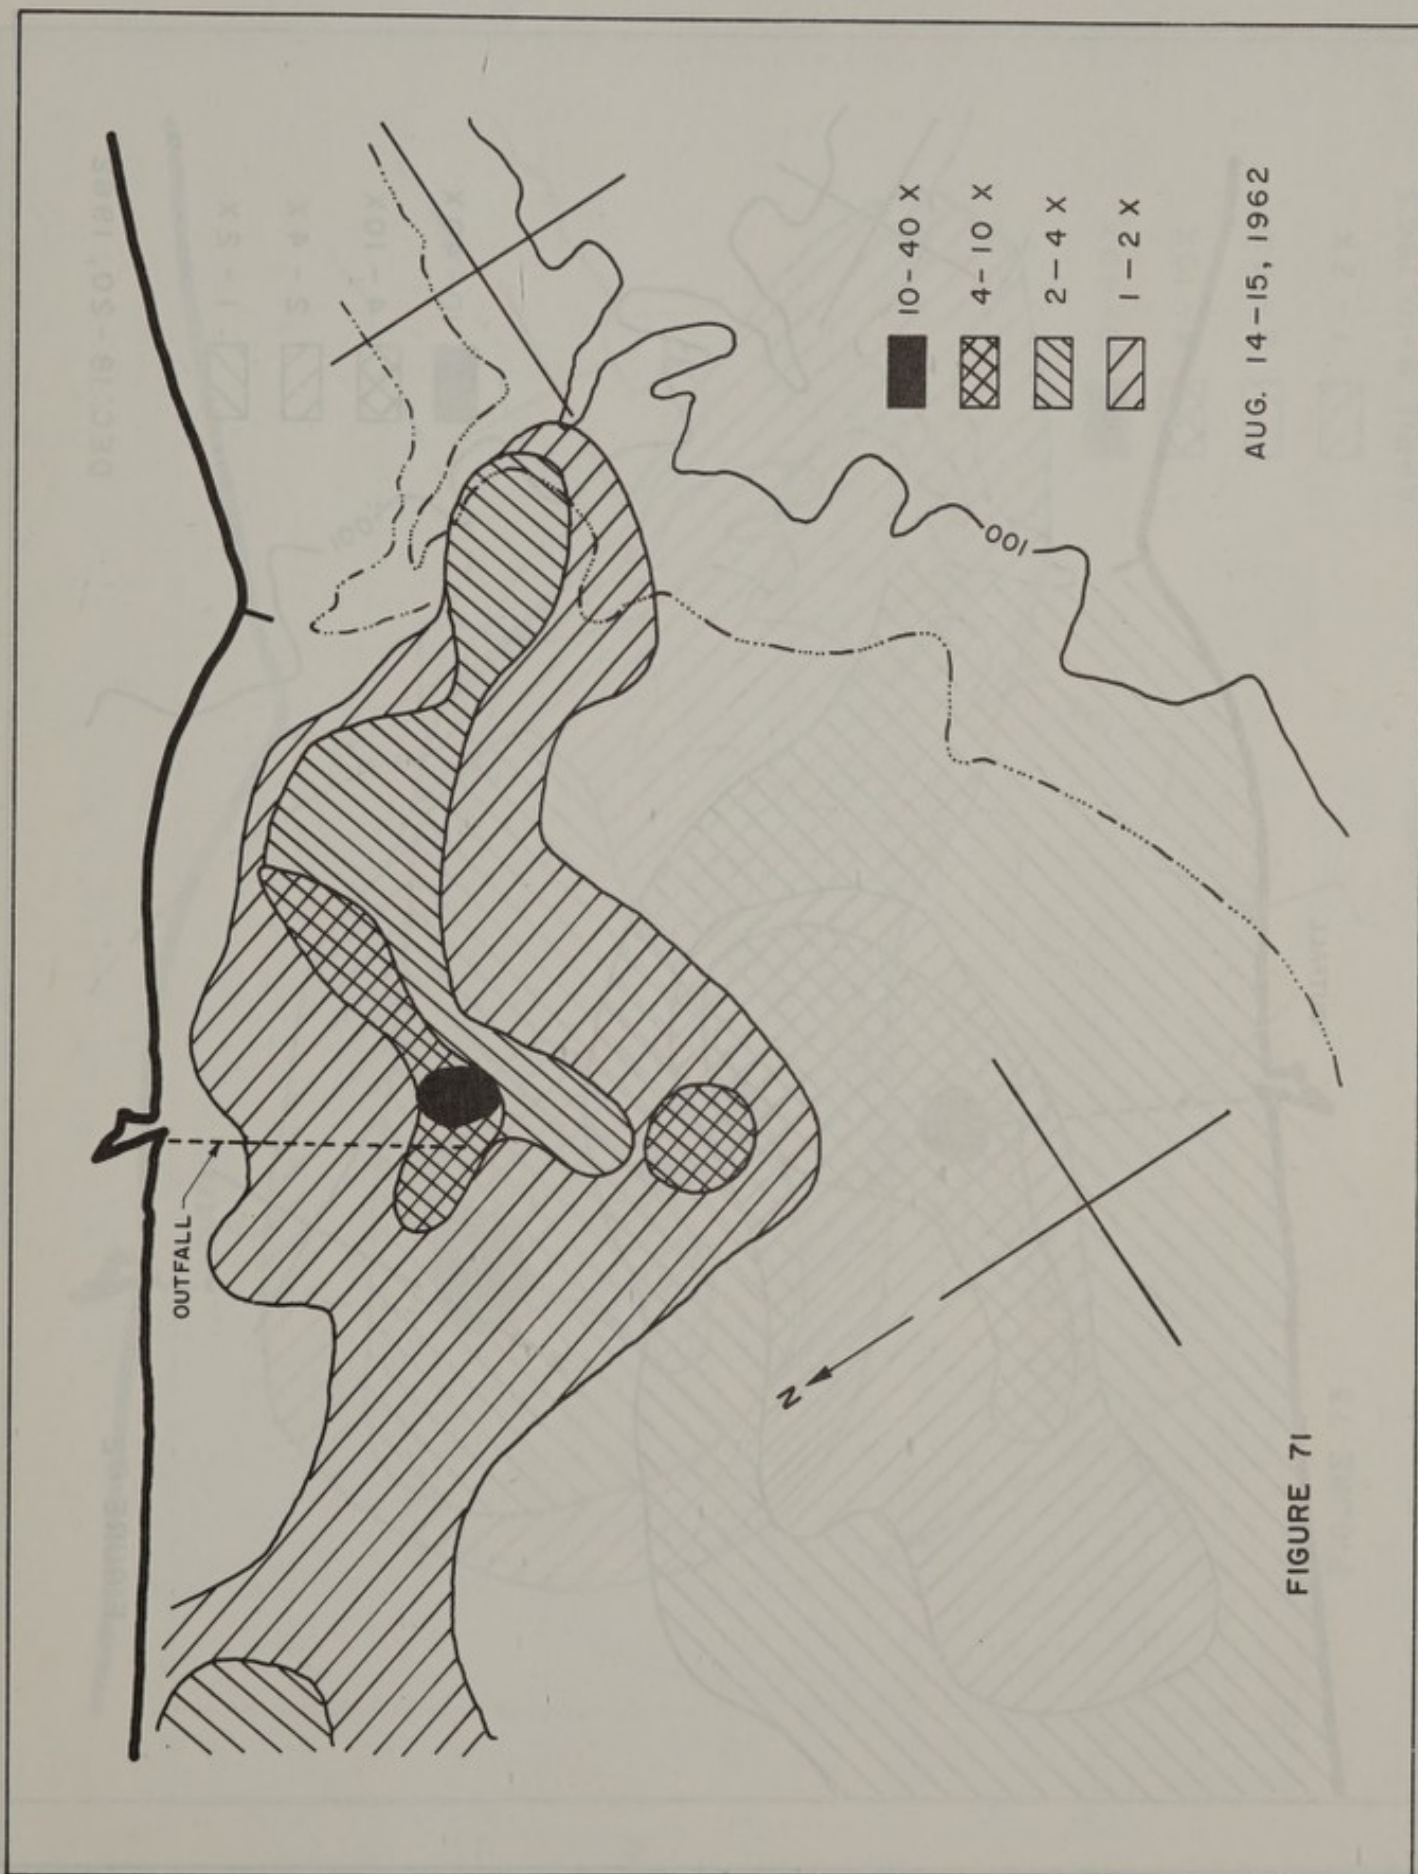 10-40 X
4-10 X
2-4 X
1-2 X
AUG. 14-15, 1962
100
OUTFALL
N
FIGURE 71